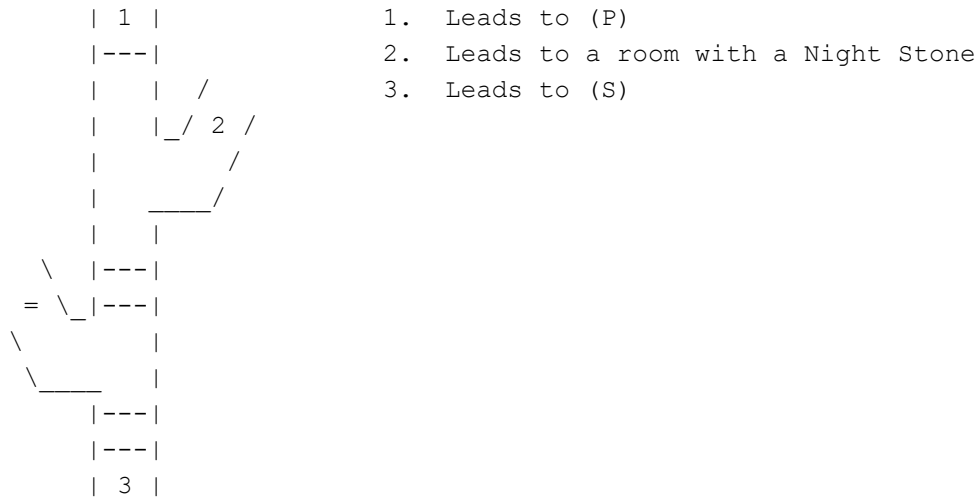 | 1 |              1.  Leads to (P)
    |---|              2.  Leads to a room with a Night Stone
    |   |  /           3.  Leads to (S)
    |   |_/ 2 /
    |        /
    |   ____/
    |   |
 \  |---|
= \_|---|
\       |
 \____  |
    |---|
    |---|
    | 3 |